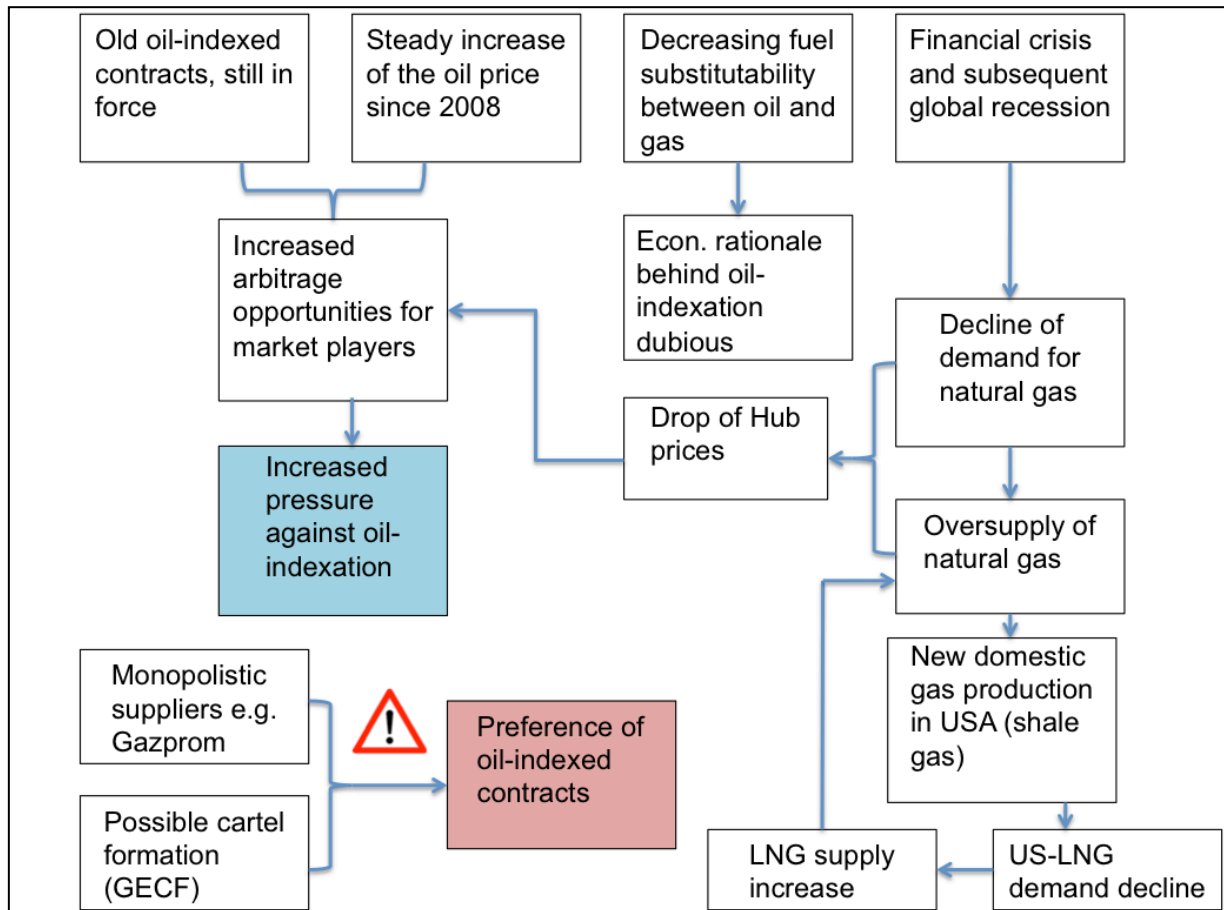 Old oil-indexed
contracts, still in
force
Steady increase
of the oil price
since 2008
Decreasing fuel
substitutability
between oil and
gas
Financial crisis
and subsequent
global recession
Increased
arbitrage
opportunities for
market players
Econ. rationale
behind oil-
indexation
dubious
Decline of
demand for
natural gas
Drop of Hub
prices
Increased
pressure
against oil-
indexation
Oversupply of
natural gas
New domestic
gas production
in USA (shale
gas)
Monopolistic
suppliers e.g.
Gazprom
!
Preference of
oil-indexed
contracts
Possible cartel
formation
(GECF)
LNG supply
increase
US-LNG
demand decline